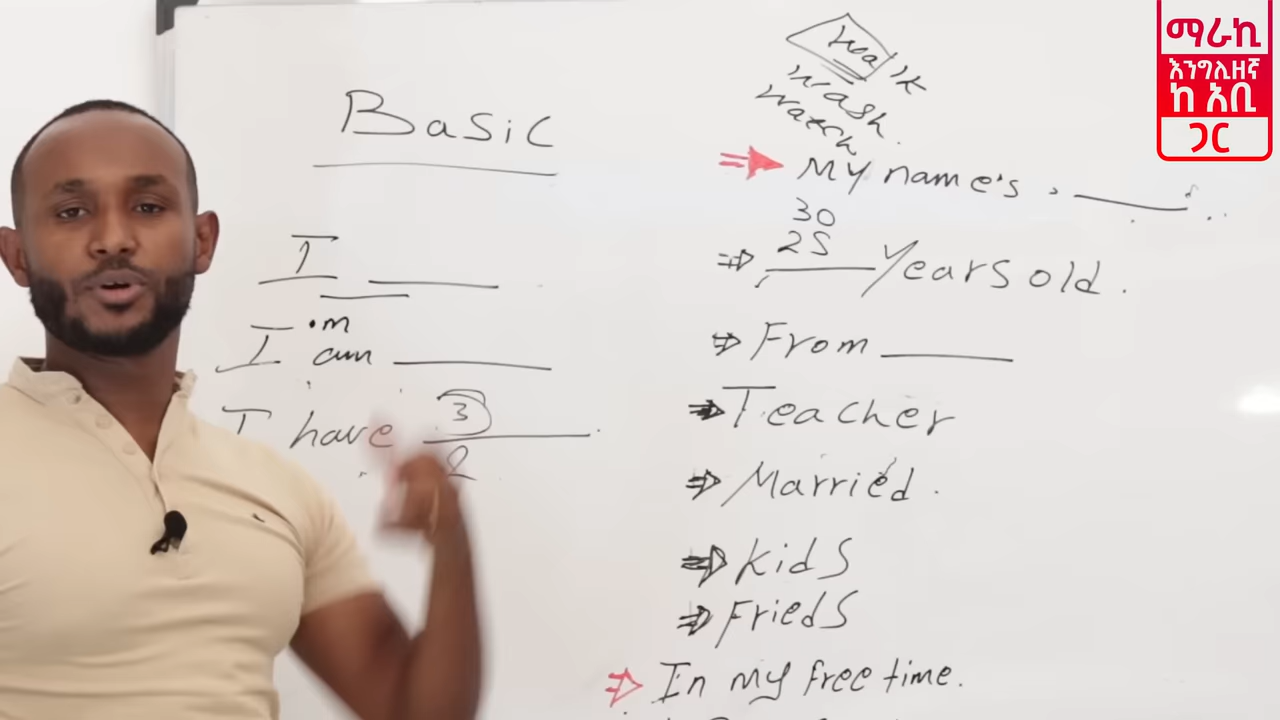 Basic
I
I am
'm
I have 3
2
walk
wash
watch
My name's
30
25 Years old.
From
Teacher
Married.
Kids
Frieds
In my free time.
ማራኪ
እንግሊዘኛ
ከ አቢ
ጋር